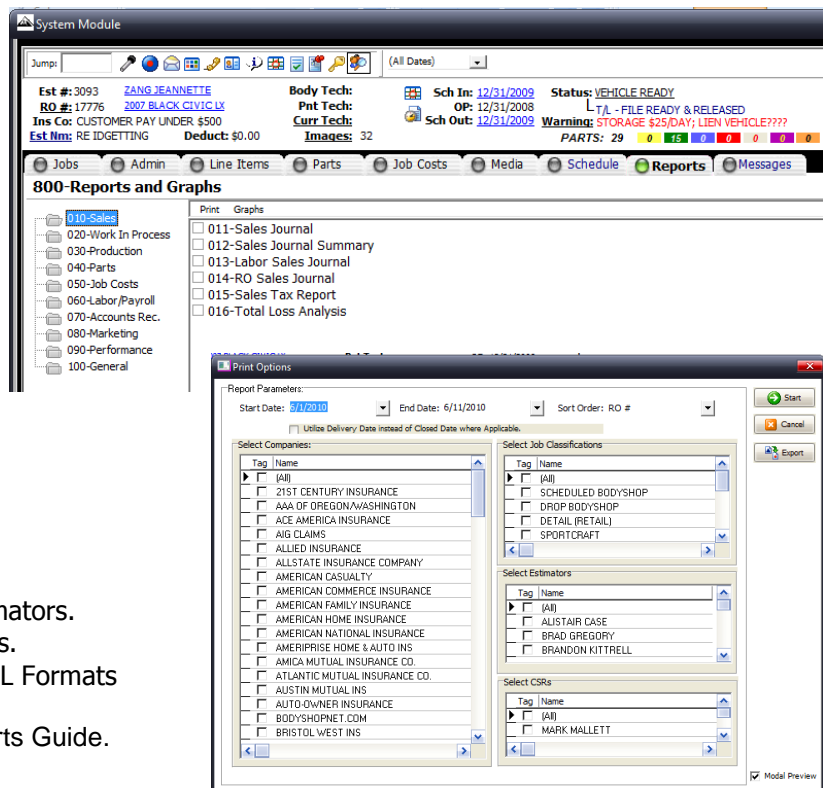 System Module
Jump: (All Dates)
Est #: 3093 ZANG JEANNETTE Body Tech: Sch In: 12/31/2009 Status: VEHICLE READY
RO #: 17776 2007 BLACK CIVIC LX Pnt Tech: OP: 12/31/2008 T/L - FILE READY & RELEASED
Ins Co: CUSTOMER PAY UNDER $500 Curr Tech: Sch Out: 12/31/2009 Warning: STORAGE $25/DAY; LIEN VEHICLE????
Est Nm: RE IDGETTING Deduct: $0.00 Images: 32 PARTS: 29 0 15 0 0 0 0 0
Jobs Admin Line Items Parts Job Costs Media Schedule Reports Messages
800-Reports and Graphs
Print Graphs
010-Sales
020-Work In Process
030-Production
040-Parts
050-Job Costs
060-Labor/Payroll
070-Accounts Rec.
080-Marketing
090-Performance
100-General
011-Sales Journal
012-Sales Journal Summary
013-Labor Sales Journal
014-RO Sales Journal
015-Sales Tax Report
016-Total Loss Analysis
Print Options
Report Parameters:
Start Date: 6/1/2010 End Date: 6/11/2010 Sort Order: RO #
Utilize Delivery Date instead of Closed Date where Applicable.
Start
Cancel
Export
Select Companies:
Tag Name
(All)
21ST CENTURY INSURANCE
AAA OF OREGON/WASHINGTON
ACE AMERICA INSURANCE
AIG CLAIMS
ALLIED INSURANCE
ALLSTATE INSURANCE COMPANY
AMERICAN CASUALTY
AMERICAN COMMERCE INSURANCE
AMERICAN FAMILY INSURANCE
AMERICAN HOME INSURANCE
AMERICAN NATIONAL INSURANCE
AMERIPRISE HOME & AUTO INS
AMICA MUTUAL INSURANCE CO.
ATLANTIC MUTUAL INSURANCE CO.
AUSTIN MUTUAL INS
AUTO-OWNER INSURANCE
BODYSHOPNET.COM
BRISTOL WEST INS
Select Job Classifications
Tag Name
(All)
SCHEDULED BODYSHOP
DROP BODYSHOP
DETAIL (RETAIL)
SPORTCRAFT
Select Estimators
Tag Name
(All)
ALISTAIR CASE
BRAD GREGORY
BRANDON KITTRELL
Select CSRs
Tag Name
(All)
MARK MALLETT
Modal Preview
mators.
s.
L Formats
rts Guide.